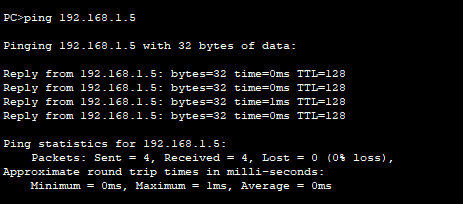 PC>ping 192.168.1.5
Pinging 192.168.1.5 with 32 bytes of data:
Reply from 192.168.1.5: bytes=32 time=0ms TTL=128
Reply from 192.168.1.5: bytes=32 time=0ms TTL=128
Reply from 192.168.1.5: bytes=32 time=1ms TTL=128
Reply from 192.168.1.5: bytes=32 time=0ms TTL=128
Ping statistics for 192.168.1.5:
    Packets: Sent = 4, Received = 4, Lost = 0 (0% loss),
Approximate round trip times in milli-seconds:
    Minimum = 0ms, Maximum = 1ms, Average = 0ms